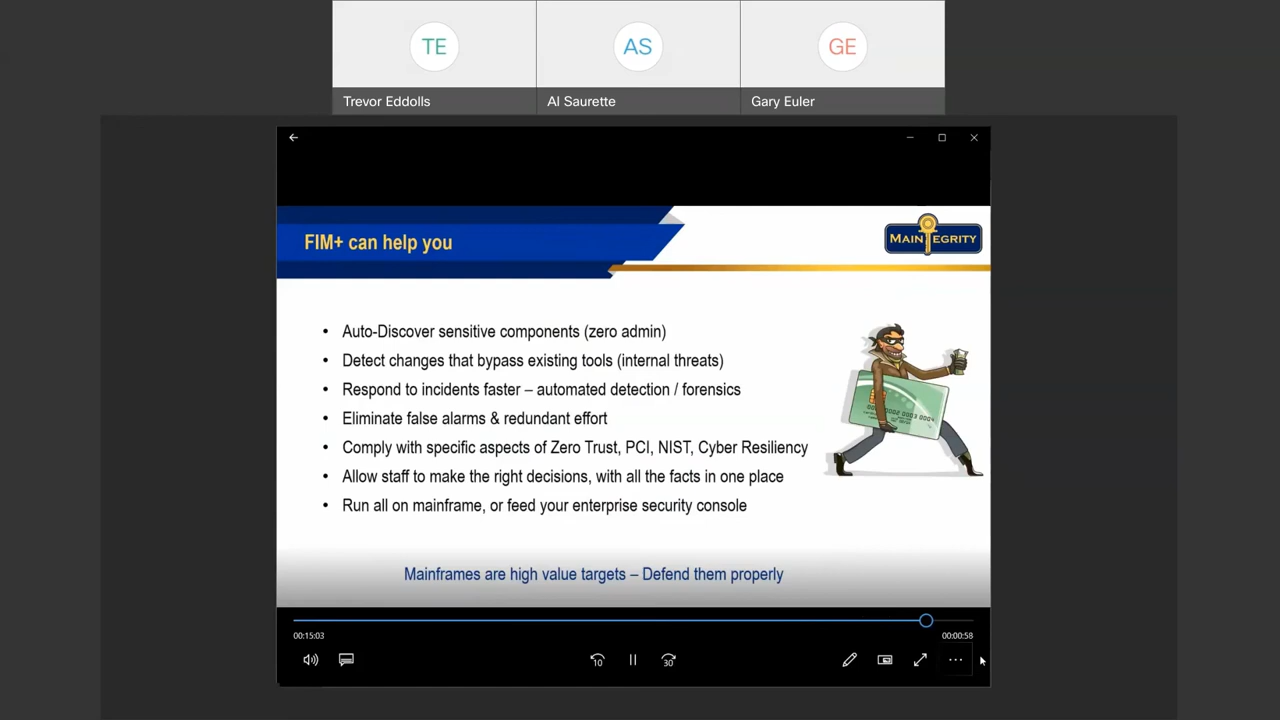 TE
AS
GE
Trevor Eddolls
Al Saurette
Gary Euler
FIM+ can help you
MAINTEGRITY
• Auto-Discover sensitive components (zero admin)
• Detect changes that bypass existing tools (internal threats)
• Respond to incidents faster – automated detection / forensics
• Eliminate false alarms & redundant effort
• Comply with specific aspects of Zero Trust, PCI, NIST, Cyber Resiliency
• Allow staff to make the right decisions, with all the facts in one place
• Run all on mainframe, or feed your enterprise security console
Mainframes are high value targets – Defend them properly
00:15:03
00:00:58
10
30